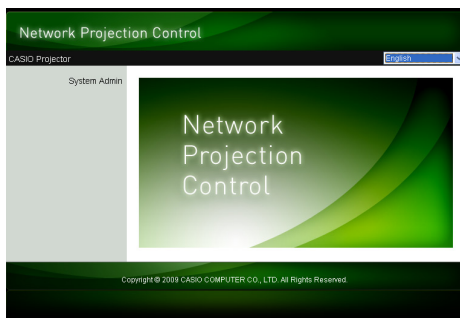 Network Projection Control
CASIO Projector
English
System Admin
Network
Projection
Control
Copyright © 2009 CASIO COMPUTER CO., LTD. All Rights Reserved.